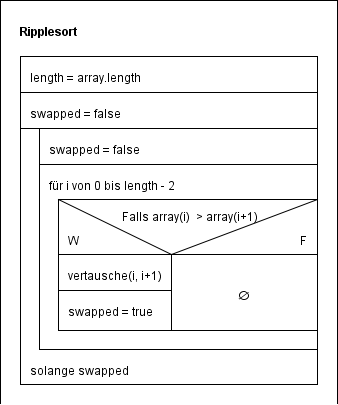 Ripplesort
length = array.length
swapped = false
swapped = false
für i von 0 bis length - 2
Falls array(i) > array(i+1)
W F
vertausche(i, i+1)
swapped = true
∅
solange swapped